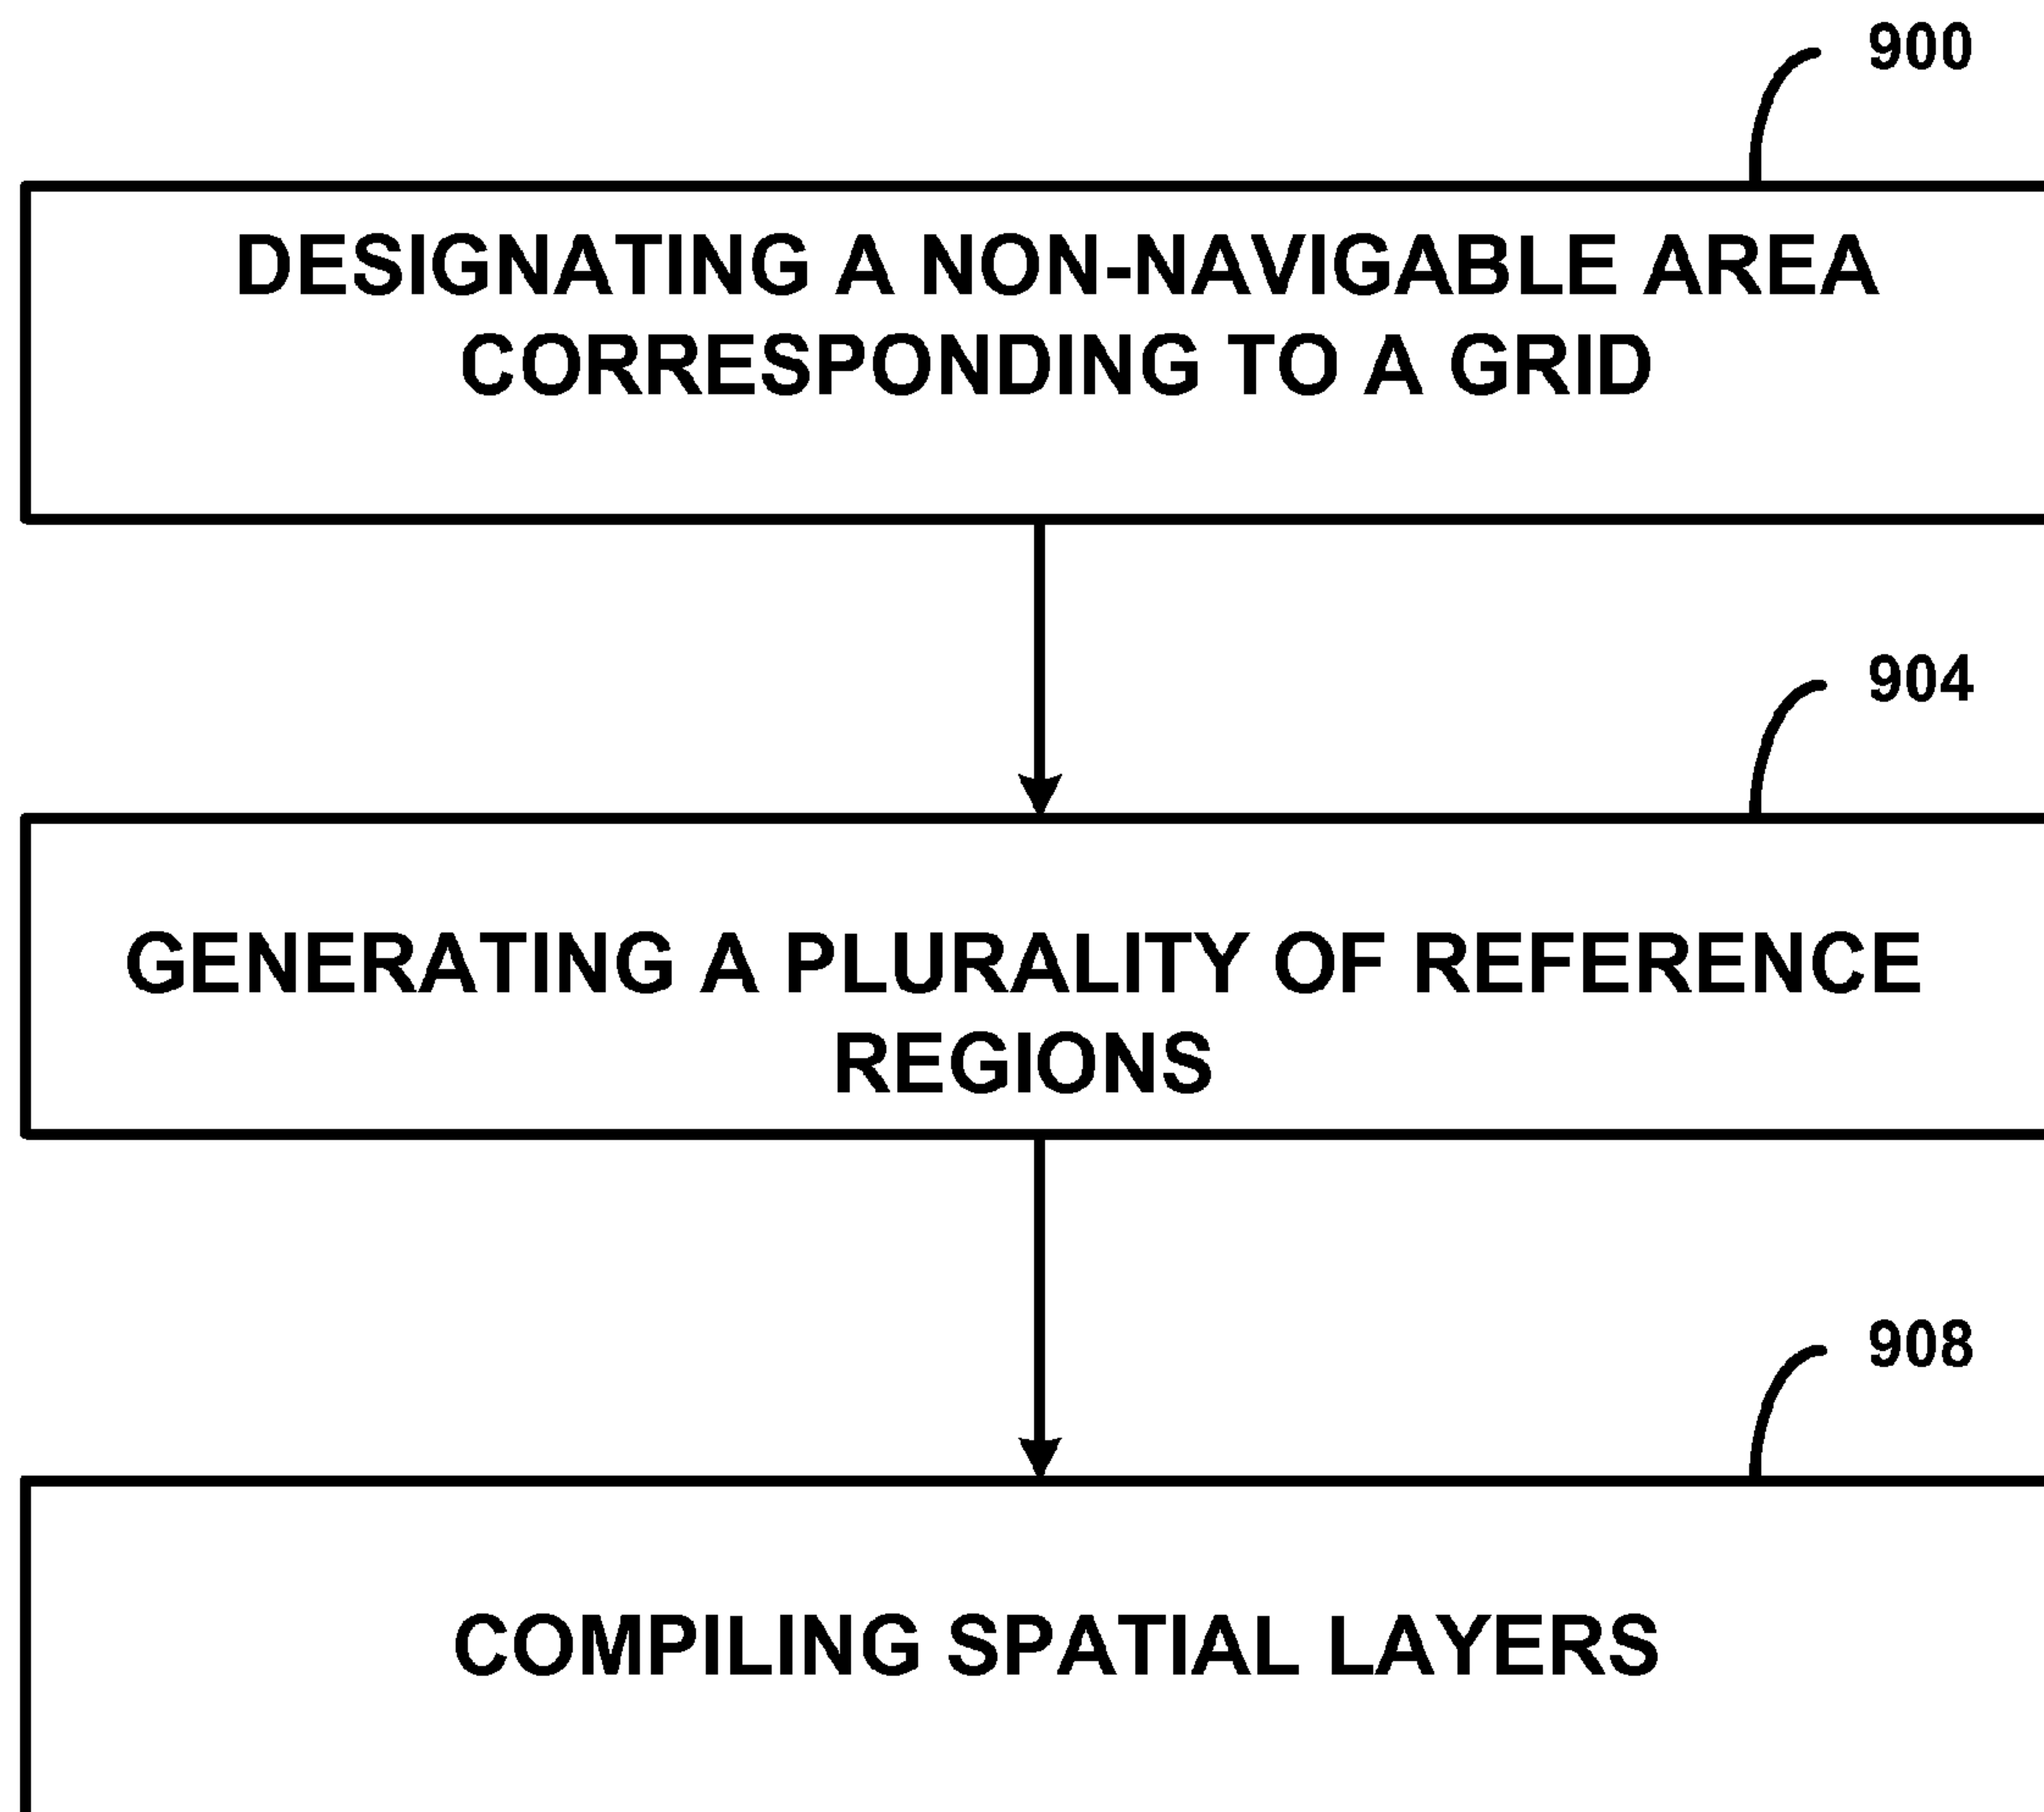 900
DESIGNATING A NON-NAVIGABLE AREA
CORRESPONDING TO A GRID
904
GENERATING A PLURALITY OF REFERENCE
REGIONS
908
COMPILING SPATIAL LAYERS